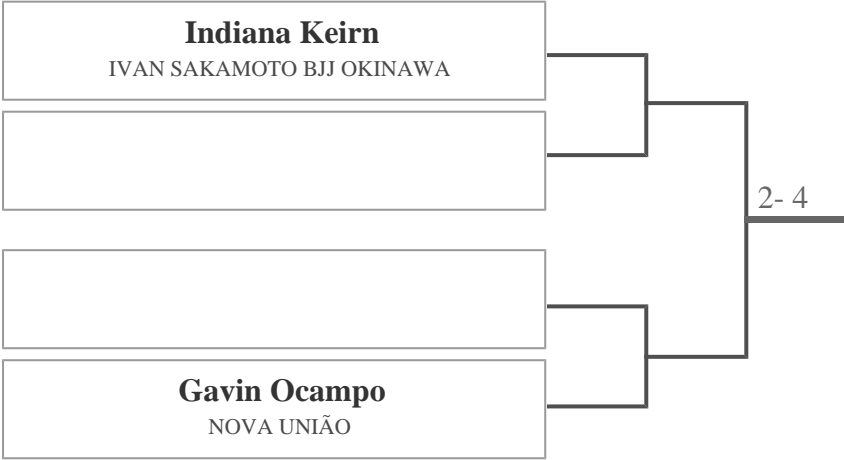 Indiana Keirn
IVAN SAKAMOTO BJJ OKINAWA
2- 4
Gavin Ocampo
NOVA UNIÃO